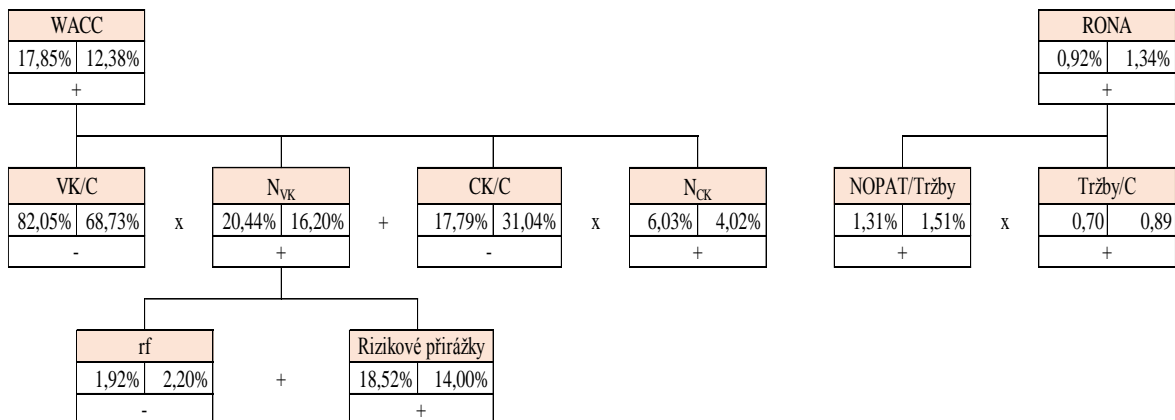 WACC RONA
17,85% 12,38% 0,92% 1,34%
+ +
VK/C N_VK CK/C N_CK NOPAT/Tržby Tržby/C
82,05% 68,73% x 20,44% 16,20% + 17,79% 31,04% x 6,03% 4,02% 1,31% 1,51% x 0,70 0,89
- + - + + +
rf Rizikové přirážky
1,92% 2,20% + 18,52% 14,00%
- +